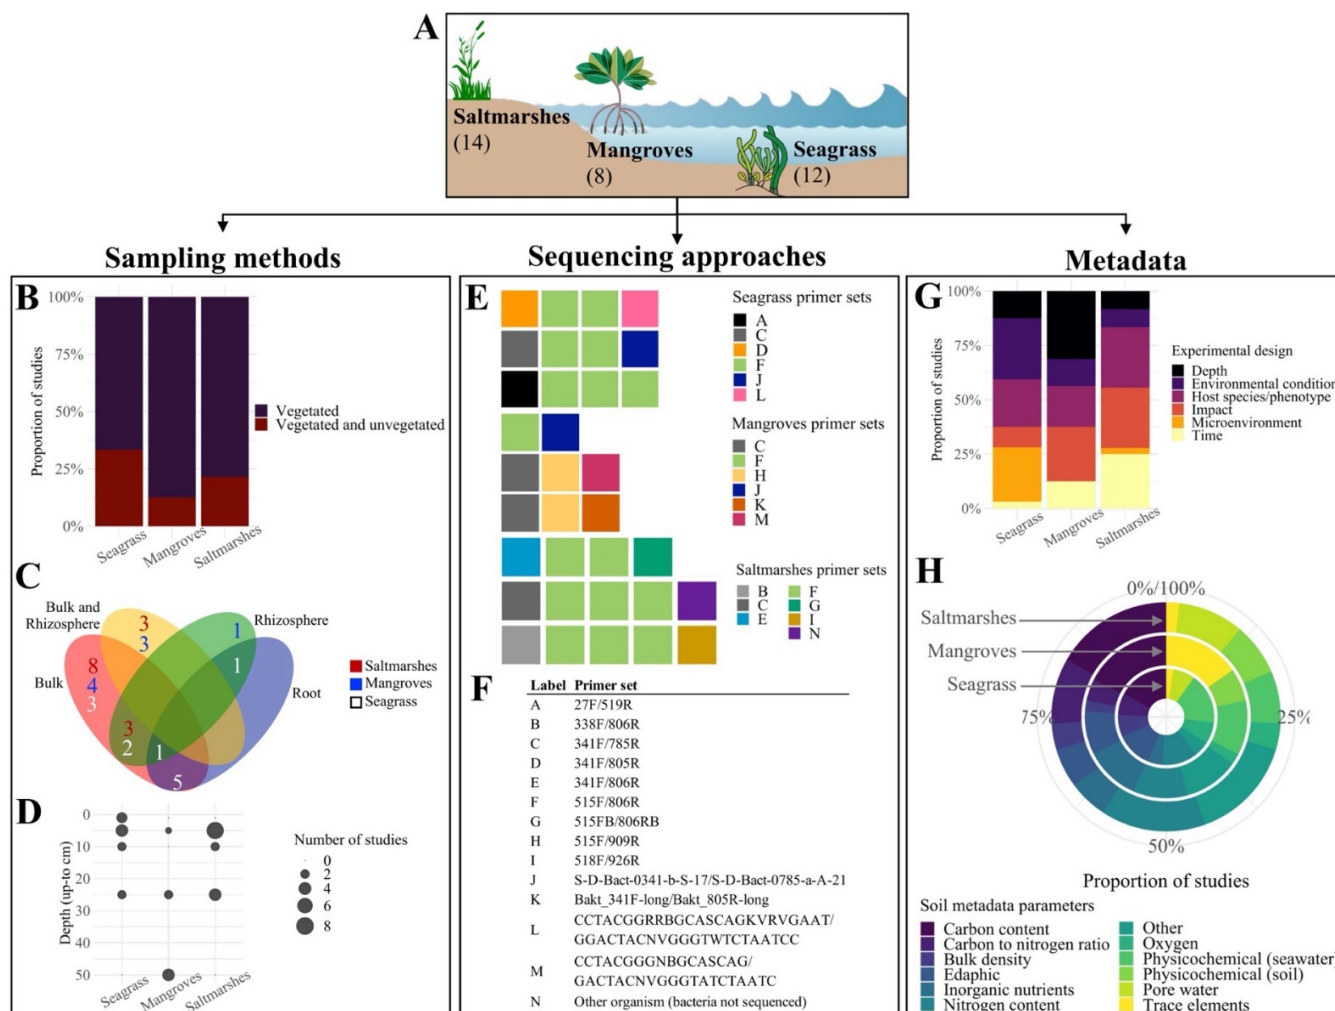 A
Saltmarshes
(14)
Mangroves
(8)
Seagrass
(12)
Sampling methods
Sequencing approaches
Metadata
B
100%
75%
50%
25%
0%
Proportion of studies
Seagrass
Mangroves
Saltmarshes
Vegetated
Vegetated and unvegetated
C
Bulk and
Rhizosphere
Rhizosphere
Bulk
Root
3
3
1
1
8
4
3
3
2
1
5
Saltmarshes
Mangroves
Seagrass
D
Depth (up-to cm)
0
10
20
30
40
50
Seagrass
Mangroves
Saltmarshes
Number of studies
0
2
4
6
8
E
Seagrass primer sets
A
C
D
F
J
L
Mangroves primer sets
C
F
H
J
K
M
Saltmarshes primer sets
B
C
E
F
G
I
N
F
Label Primer set
A 27F/519R
B 338F/806R
C 341F/785R
D 341F/805R
E 341F/806R
F 515F/806R
G 515FB/806RB
H 515F/909R
I 518F/926R
J S-D-Bact-0341-b-S-17/S-D-Bact-0785-a-A-21
K Bakt_341F-long/Bakt_805R-long
L CCTACGGRRBGCASCAGKVRVGAAT/
GGACTACNVGGGTWTCTAATCC
M CCTACGGGNBGCASCAG/
GACTACNVGGGTATCTAATC
N Other organism (bacteria not sequenced)
G
100%
75%
50%
25%
0%
Proportion of studies
Seagrass
Mangroves
Saltmarshes
Experimental design
Depth
Environmental condition
Host species/phenotype
Impact
Microenvironment
Time
H
0%/100%
Saltmarshes
Mangroves
Seagrass
75%
25%
50%
Proportion of studies
Soil metadata parameters
Carbon content
Carbon to nitrogen ratio
Bulk density
Edaphic
Inorganic nutrients
Nitrogen content
Other
Oxygen
Physicochemical (seawater)
Physicochemical (soil)
Pore water
Trace elements